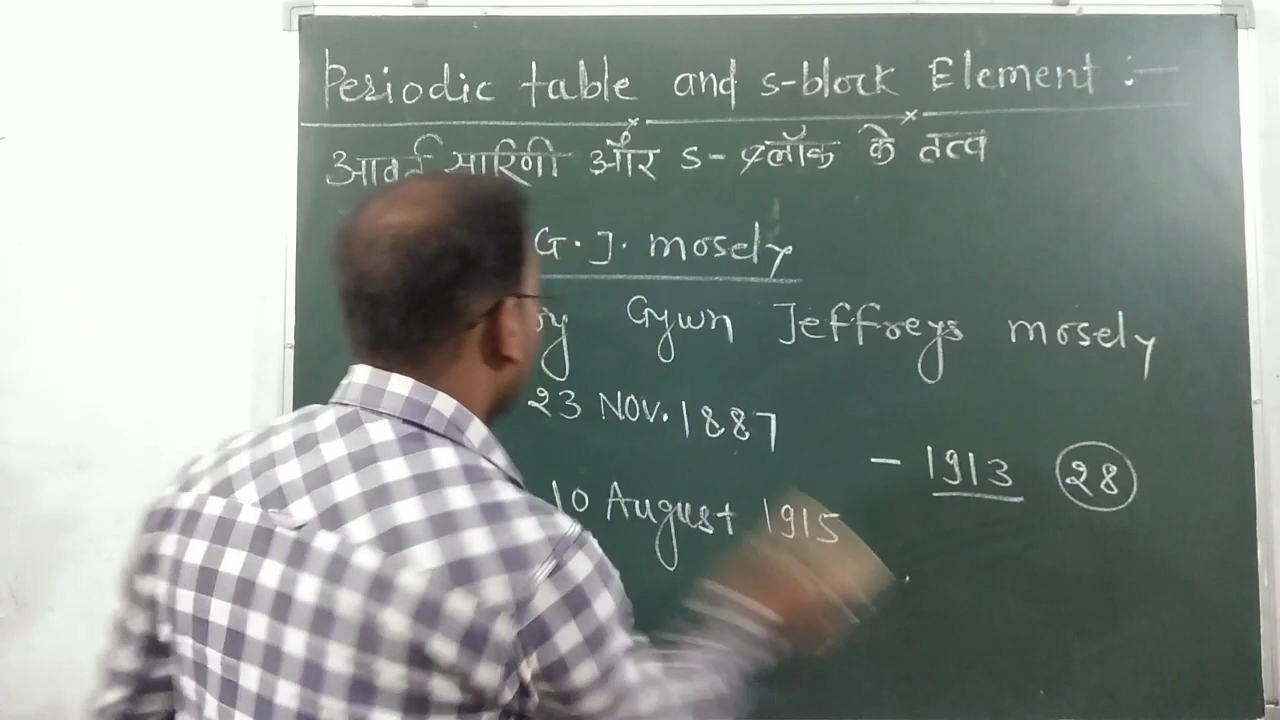 Periodic table and s-block Element :-
आवर्त सारिणी और s-ब्लॉक के तत्व
G.J. mosely
Gywn Jeffreys mosely
23 NOV. 1887
- 1913 28
10 August 1915